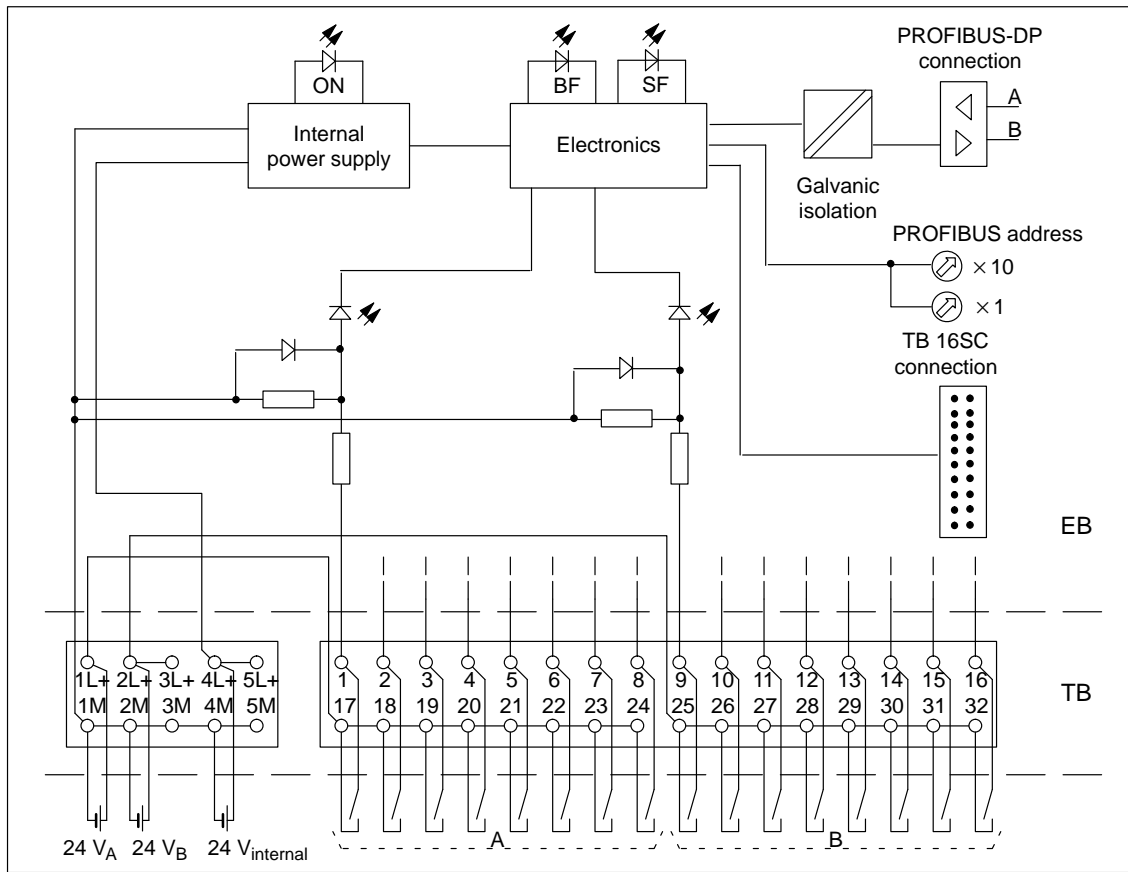 PROFIBUS-DP
connection
ON
BF
SF
A
B
Internal
power supply
Electronics
Galvanic
isolation
PROFIBUS address
×10
×1
TB 16SC
connection
EB
1L+ 2L+ 3L+ 4L+ 5L+
1 2 3 4 5 6 7 8 9 10 11 12 13 14 15 16
TB
1M 2M 3M 4M 5M
17 18 19 20 21 22 23 24 25 26 27 28 29 30 31 32
A
B
24 VA 24 VB 24 Vinternal